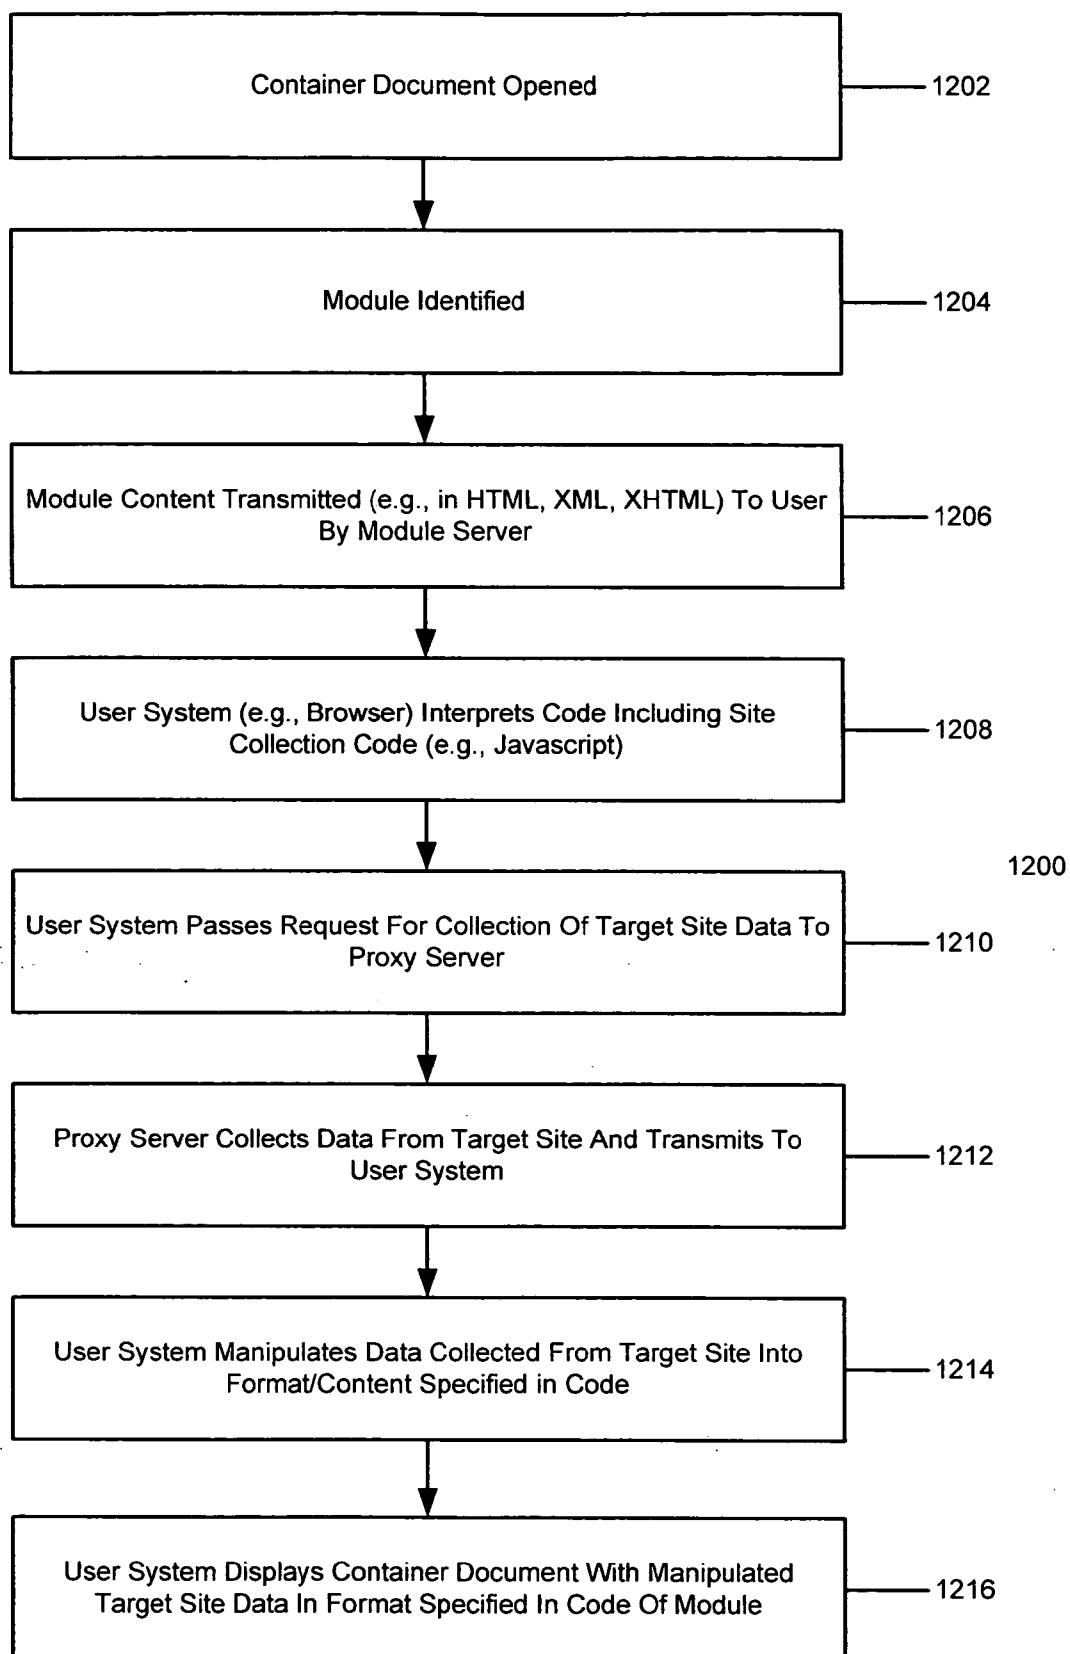 Container Document Opened
1202
Module Identified
1204
Module Content Transmitted (e.g., in HTML, XML, XHTML) To User
By Module Server
1206
User System (e.g., Browser) Interprets Code Including Site
Collection Code (e.g., Javascript)
1208
1200
User System Passes Request For Collection Of Target Site Data To
Proxy Server
1210
Proxy Server Collects Data From Target Site And Transmits To
User System
1212
User System Manipulates Data Collected From Target Site Into
Format/Content Specified in Code
1214
User System Displays Container Document With Manipulated
Target Site Data In Format Specified In Code Of Module
1216